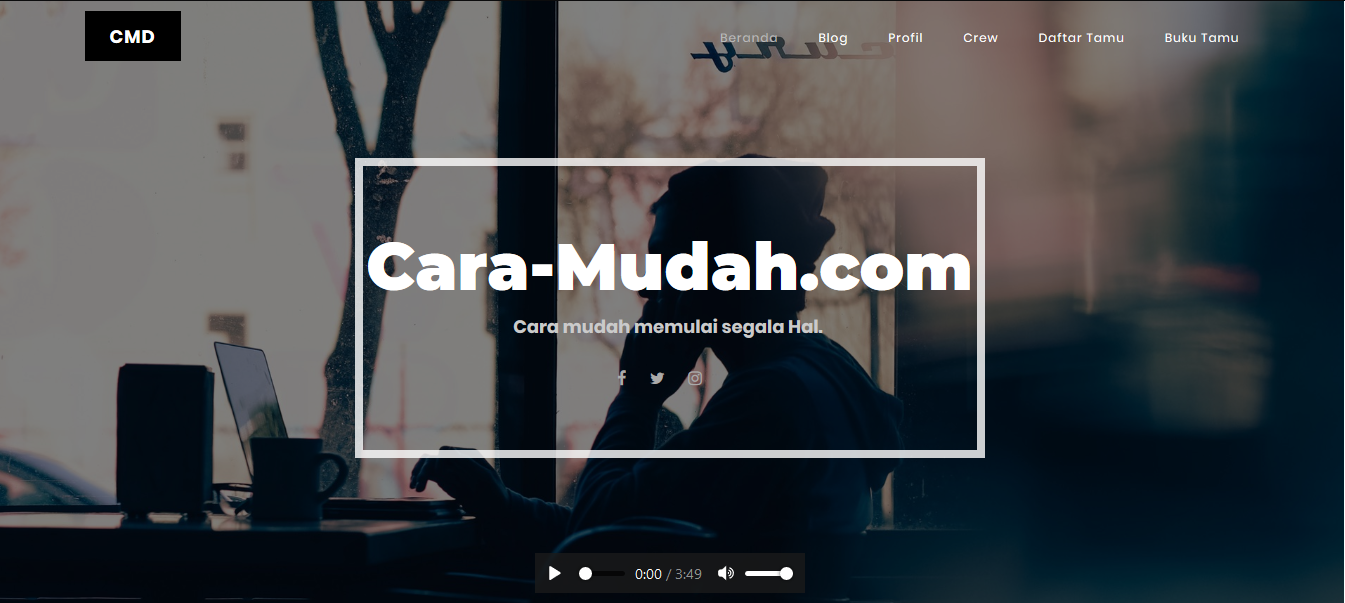 CMD
Beranda Blog Profil Crew Daftar Tamu Buku Tamu
Cara-Mudah.com
Cara mudah memulai segala Hal.
0:00 / 3:49